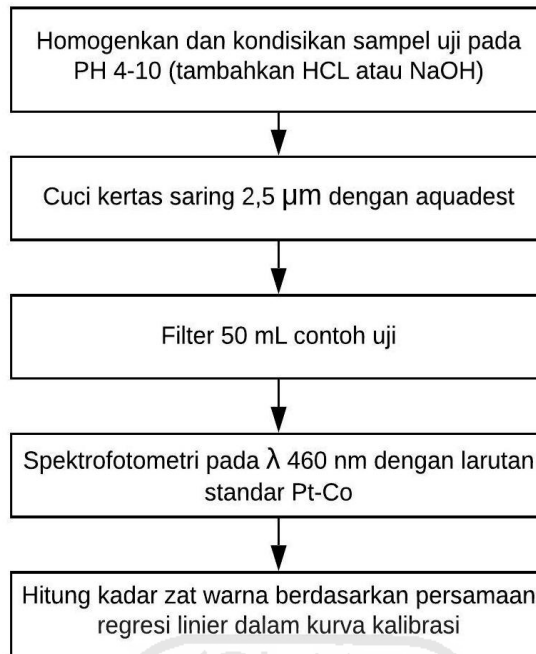 Homogenkan dan kondisikan sampel uji pada
PH 4-10 (tambahkan HCL atau NaOH)
Cuci kertas saring 2,5 μm dengan aquadest
Filter 50 mL contoh uji
Spektrofotometri pada λ 460 nm dengan larutan
standar Pt-Co
Hitung kadar zat warna berdasarkan persamaan
regresi linier dalam kurva kalibrasi